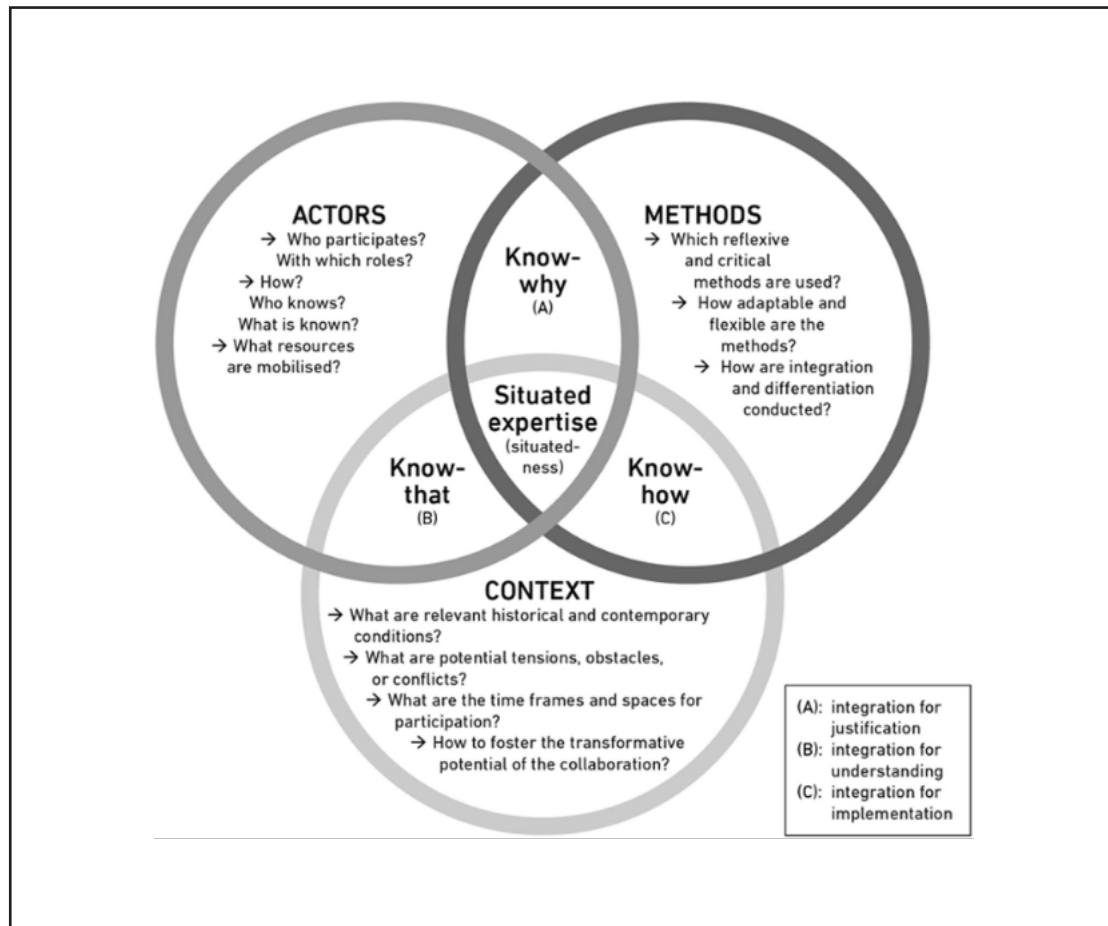 ACTORS
→ Who participates?
With which roles?
→ How?
Who knows?
What is known?
→ What resources
are mobilised?
METHODS
→ Which reflexive
and critical
methods are used?
→ How adaptable and
flexible are the
methods?
→ How are integration
and differentiation
conducted?
Know-
why
(A)
Situated
expertise
(situated-
ness)
Know-
that
(B)
Know-
how
(C)
CONTEXT
→ What are relevant historical and contemporary
conditions?
→ What are potential tensions, obstacles,
or conflicts?
→ What are the time frames and spaces for
participation?
→ How to foster the transformative
potential of the collaboration?
(A): integration for
justification
(B): integration for
understanding
(C): integration for
implementation